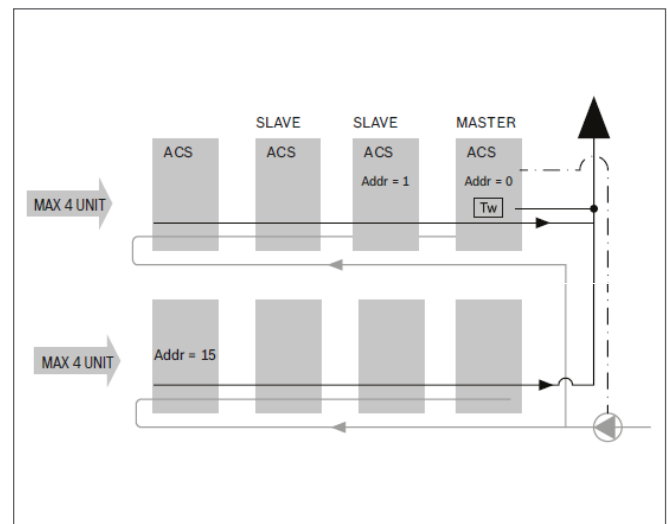 SLAVE SLAVE MASTER
ACS ACS ACS ACS
Addr = 1 Addr = 0
MAX 4 UNIT
Tw
MAX 4 UNIT
Addr = 15